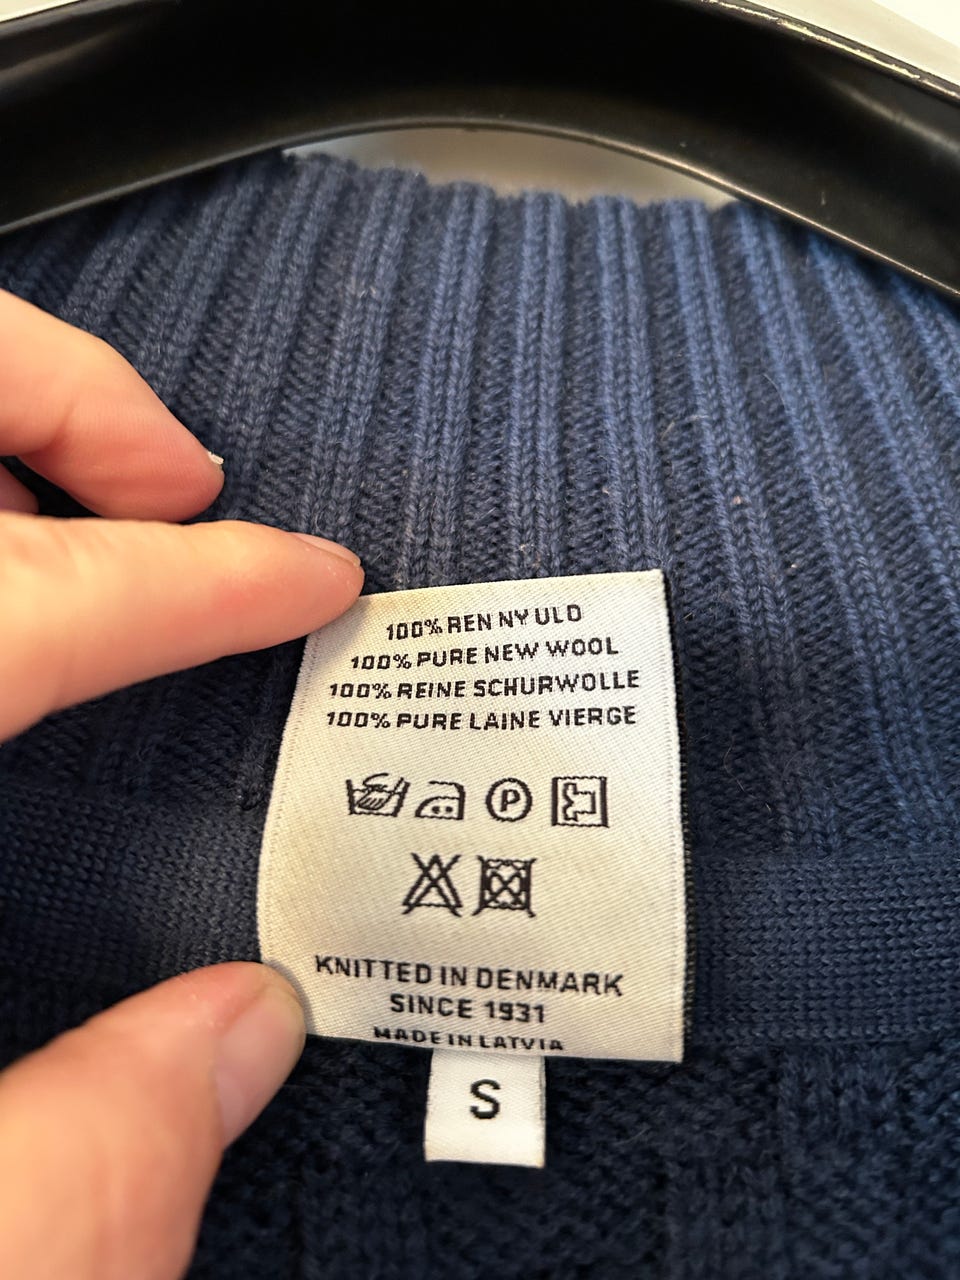 100% REN NY ULD
100% PURE NEW WOOL
100% REINE SCHURWOLLE
100% PURE LAINE VIERGE
P
KNITTED IN DENMARK
SINCE 1931
MADE IN LATVIA
S